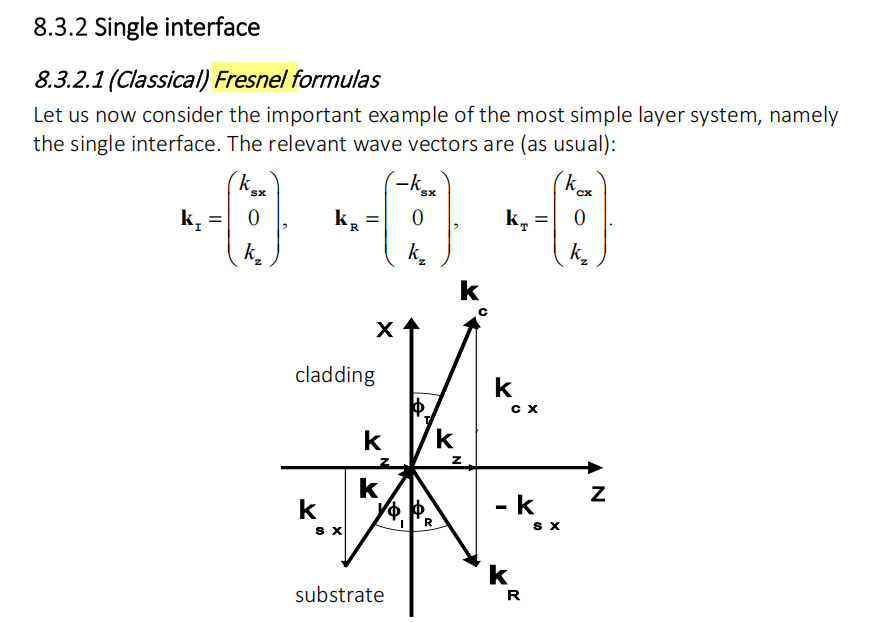 8.3.2 Single interface
8.3.2.1 (Classical) Fresnel formulas
Let us now consider the important example of the most simple layer system, namely
the single interface. The relevant wave vectors are (as usual):
k_I = (k_sx, 0, k_z), k_R = (−k_sx, 0, k_z), k_T = (k_cx, 0, k_z).
k_c
X
cladding
k_cx
ϕ_T
k_z k_z
Z
k_I
k_sx ϕ_I ϕ_R - k_sx
k_R
substrate